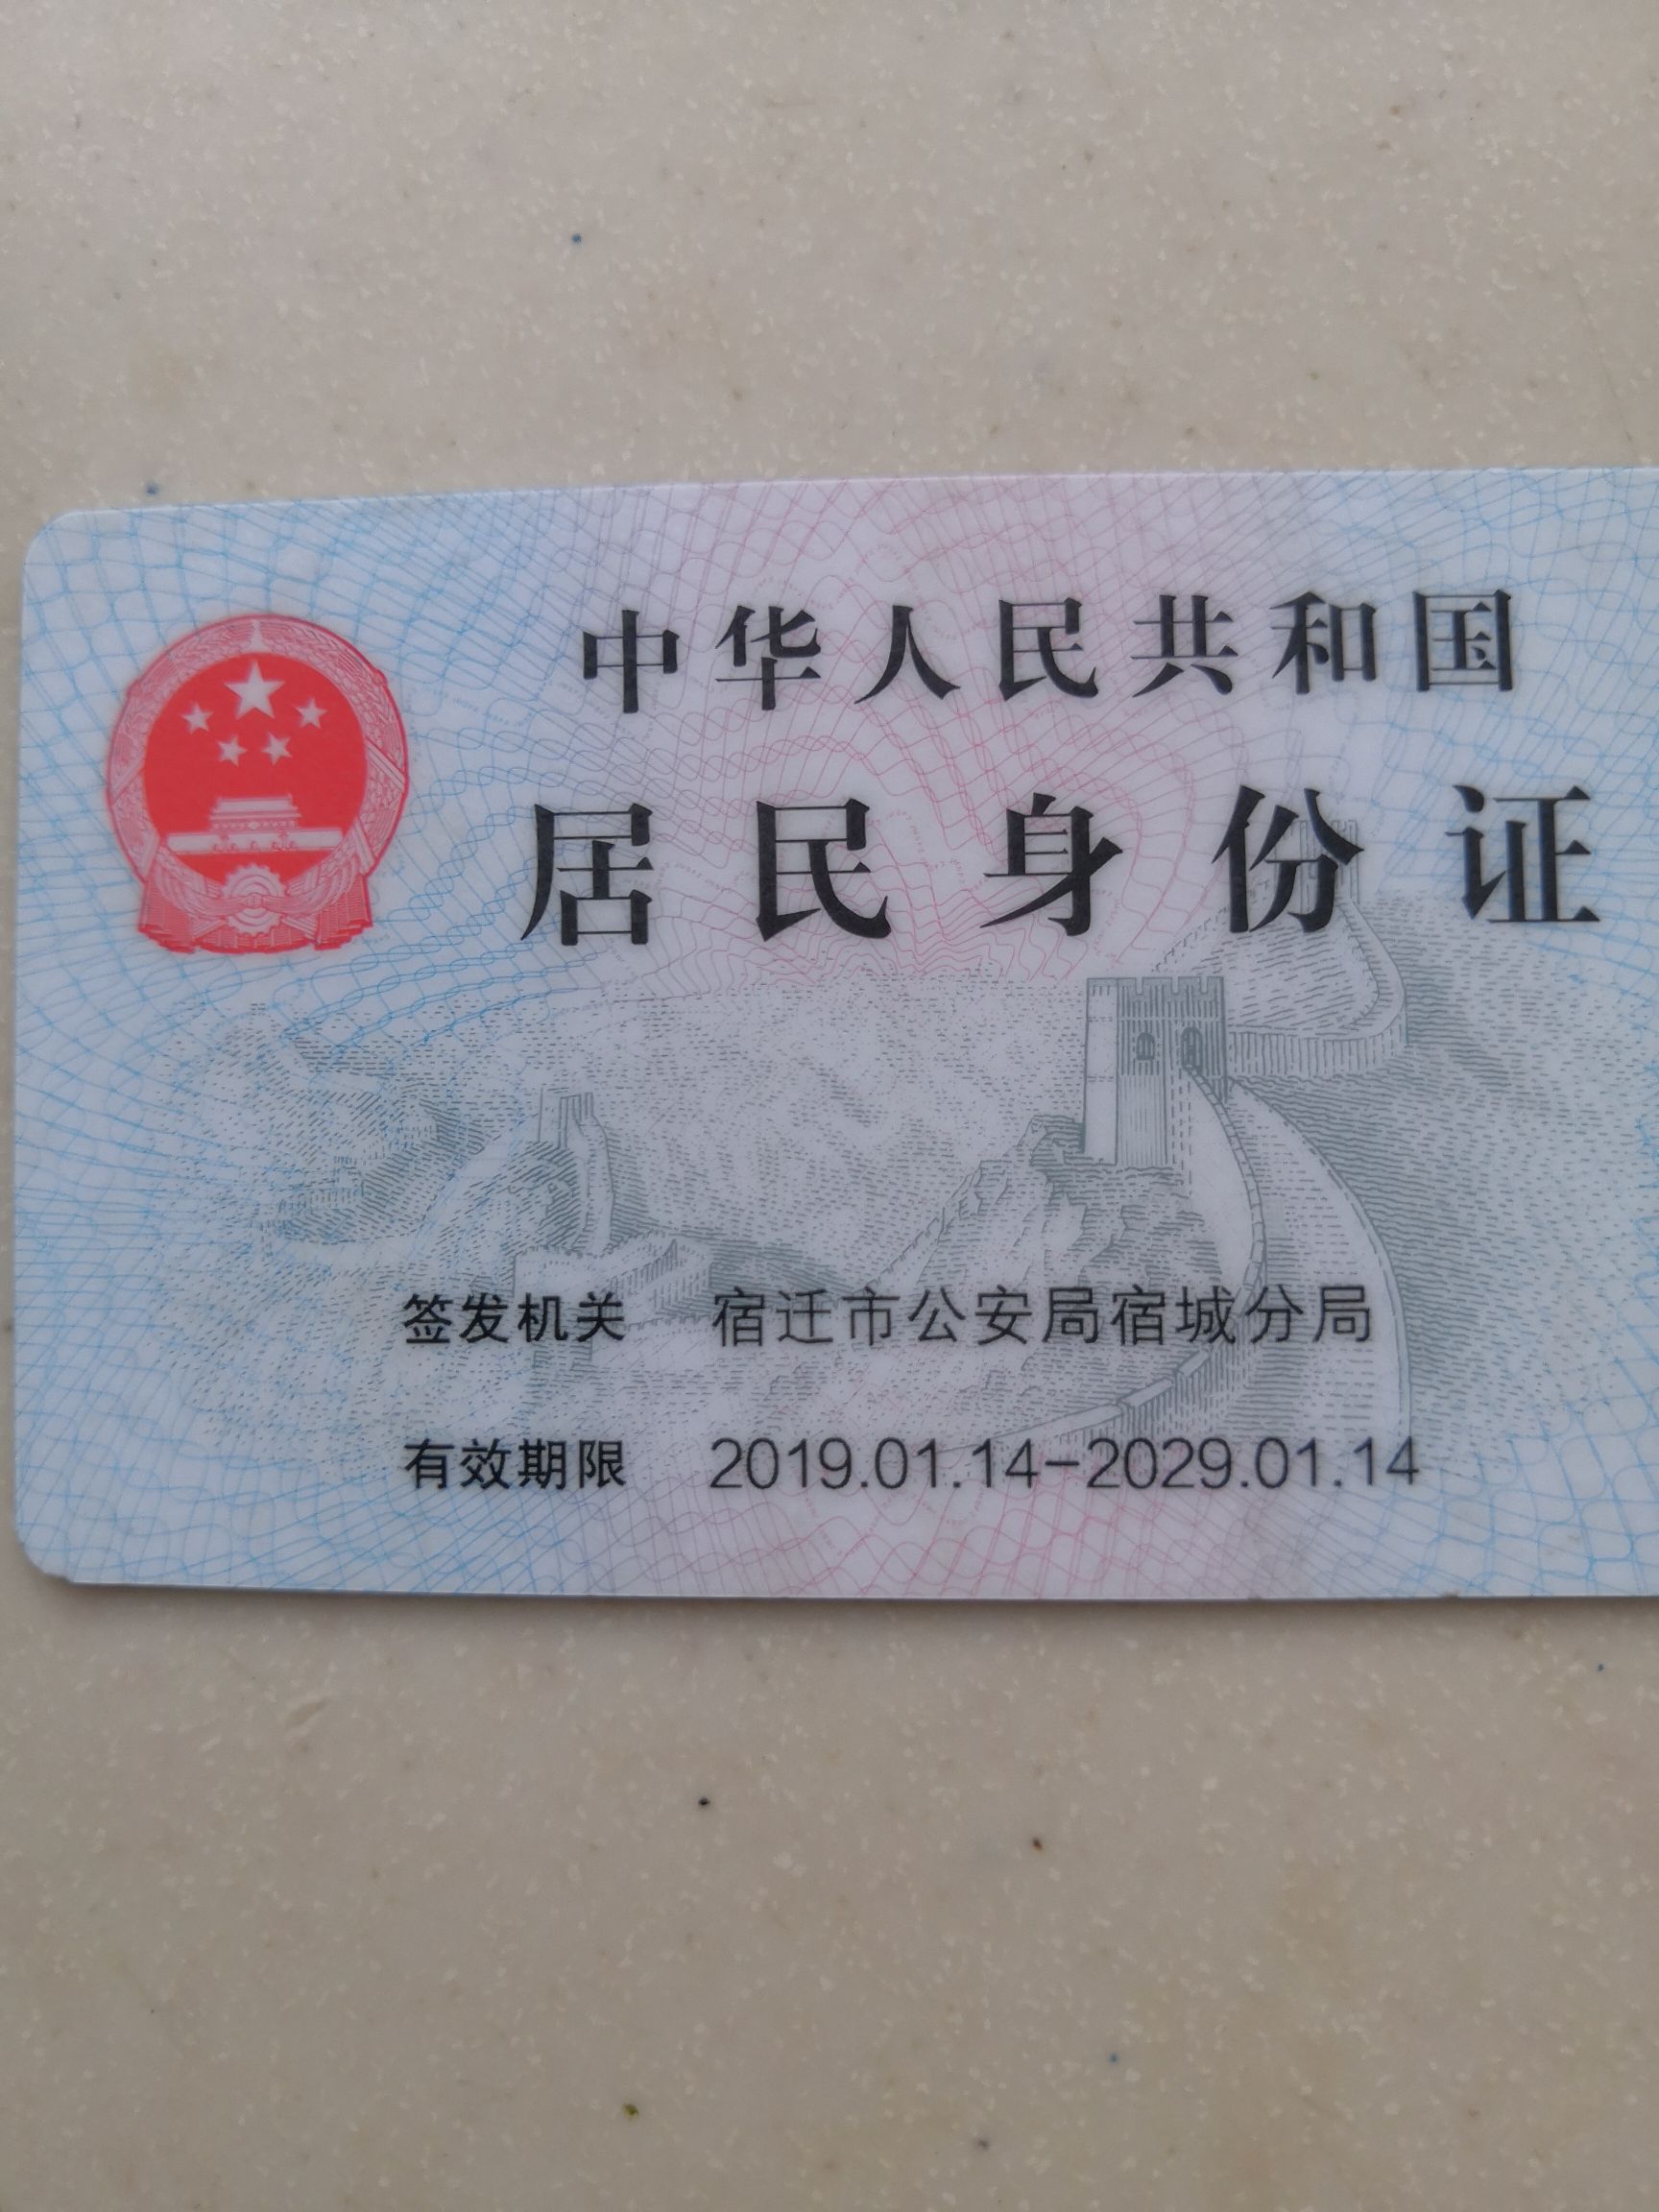 中华人民共和国
居民身份证
签发机关 宿迁市公安局宿城分局
有效期限 2019.01.14-2029.01.14